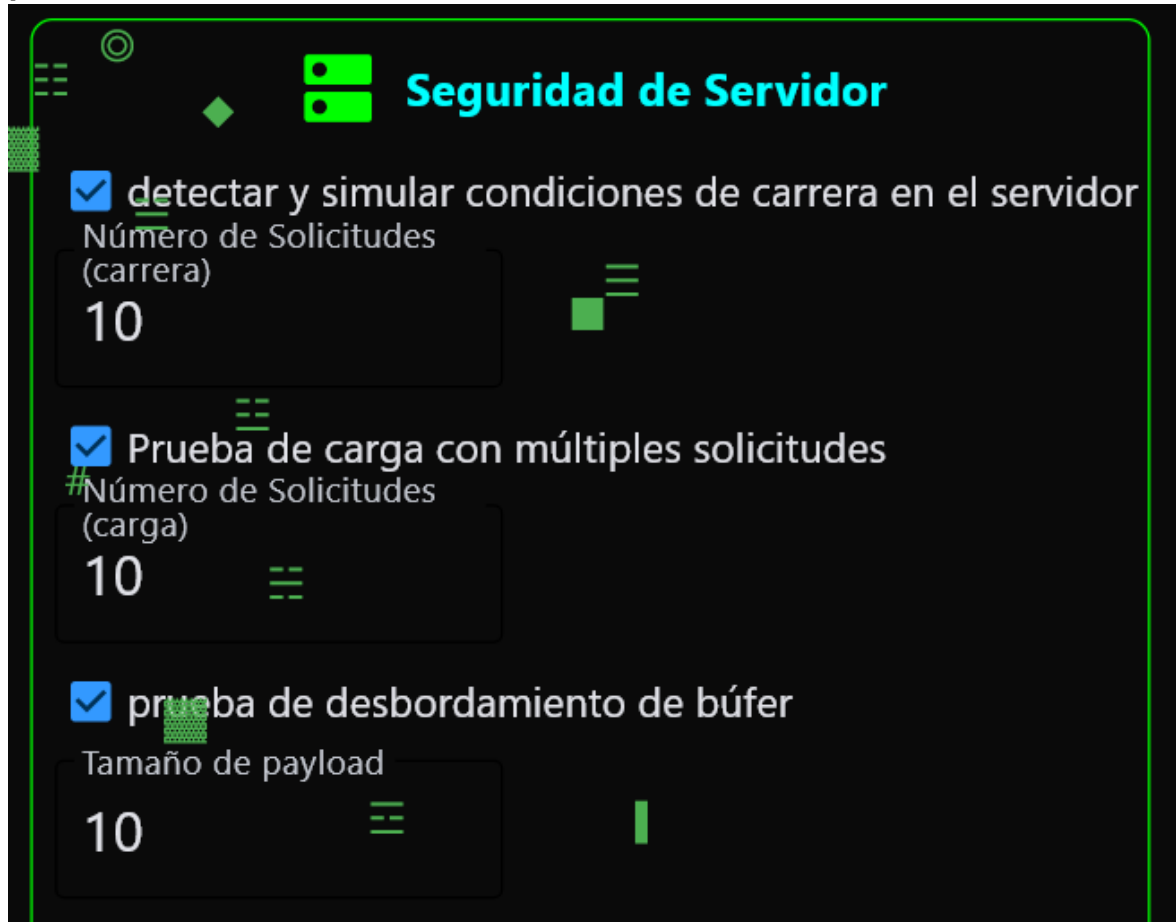 Seguridad de Servidor
detectar y simular condiciones de carrera en el servidor
Número de Solicitudes
(carrera)
10
Prueba de carga con múltiples solicitudes
#
Número de Solicitudes
(carga)
10
prueba de desbordamiento de búfer
Tamaño de payload
10